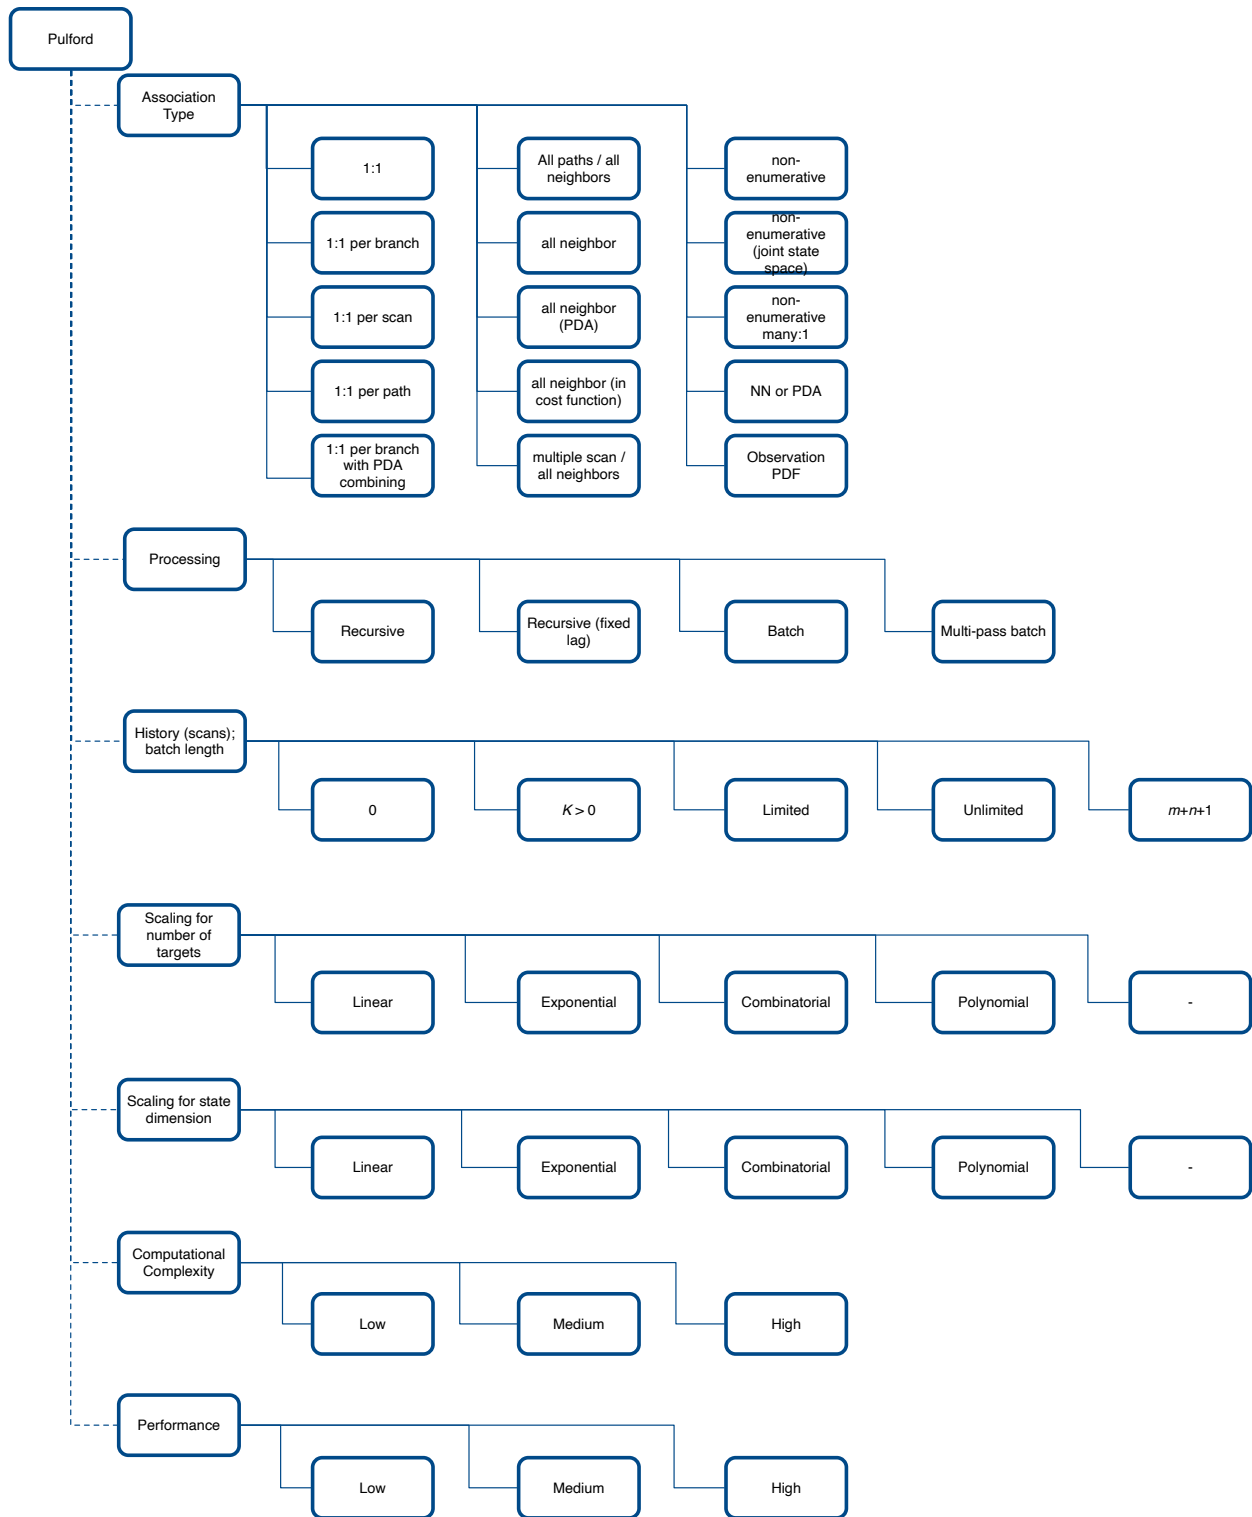 Pulford
Association
Type
1:1
All paths / all
neighbors
non-
enumerative
1:1 per branch
all neighbor
non-
enumerative
(joint state
space)
1:1 per scan
all neighbor
(PDA)
non-
enumerative
many:1
1:1 per path
all neighbor (in
cost function)
NN or PDA
1:1 per branch
with PDA
combining
multiple scan /
all neighbors
Observation
PDF
Processing
Recursive
Recursive (fixed
lag)
Batch
Multi-pass batch
History (scans);
batch length
0
K > 0
Limited
Unlimited
m+n+1
Scaling for
number of
targets
Linear
Exponential
Combinatorial
Polynomial
-
Scaling for state
dimension
Linear
Exponential
Combinatorial
Polynomial
-
Computational
Complexity
Low
Medium
High
Performance
Low
Medium
High